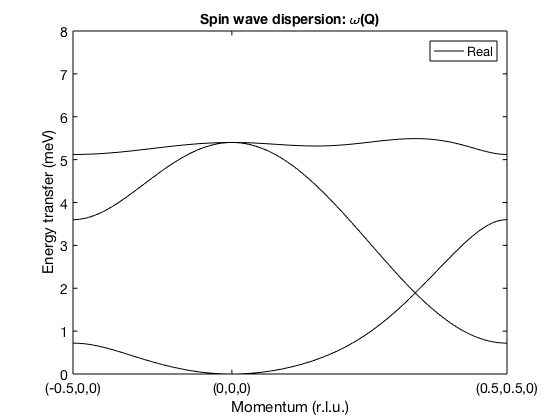 Spin wave dispersion: ω(Q)
Real
8
7
6
5
4
3
2
1
0
Energy transfer (meV)
(-0.5,0,0) (0,0,0) (0.5,0.5,0)
Momentum (r.l.u.)